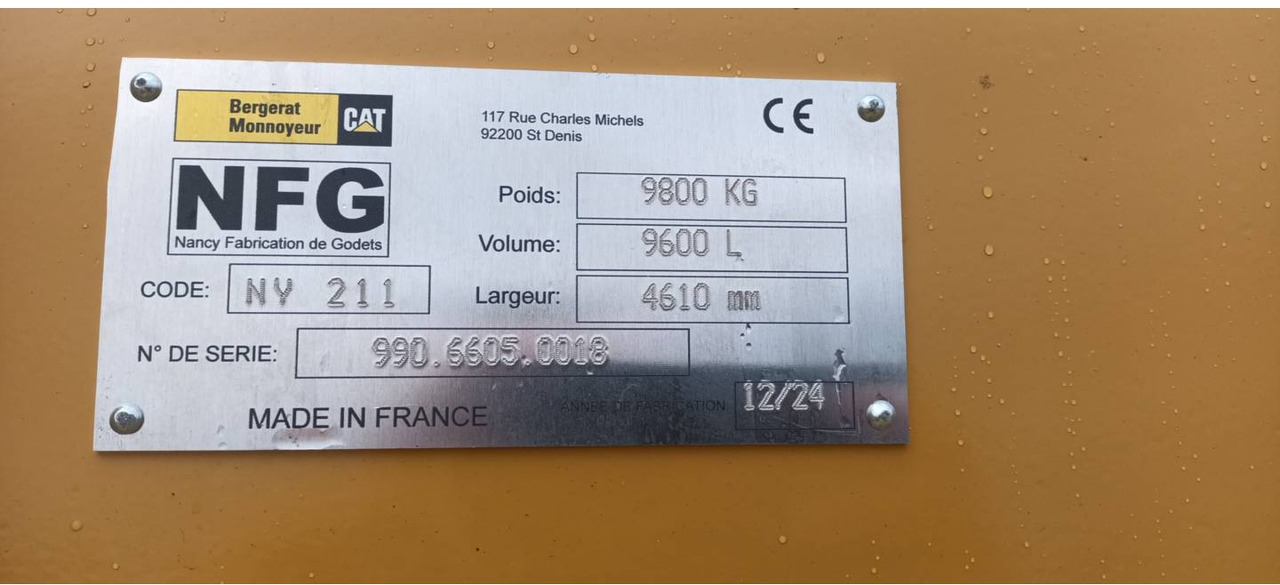 Bergerat
Monnoyeur
CAT
117 Rue Charles Michels
92200 St Denis
CE
NFG
Nancy Fabrication de Godets
Poids: 9800 KG
Volume: 9600 L
CODE: NY 211
Largeur: 4610 mm
N° DE SERIE: 990.6605.0018
MADE IN FRANCE
ANNEE DE FABRICATION 12/24